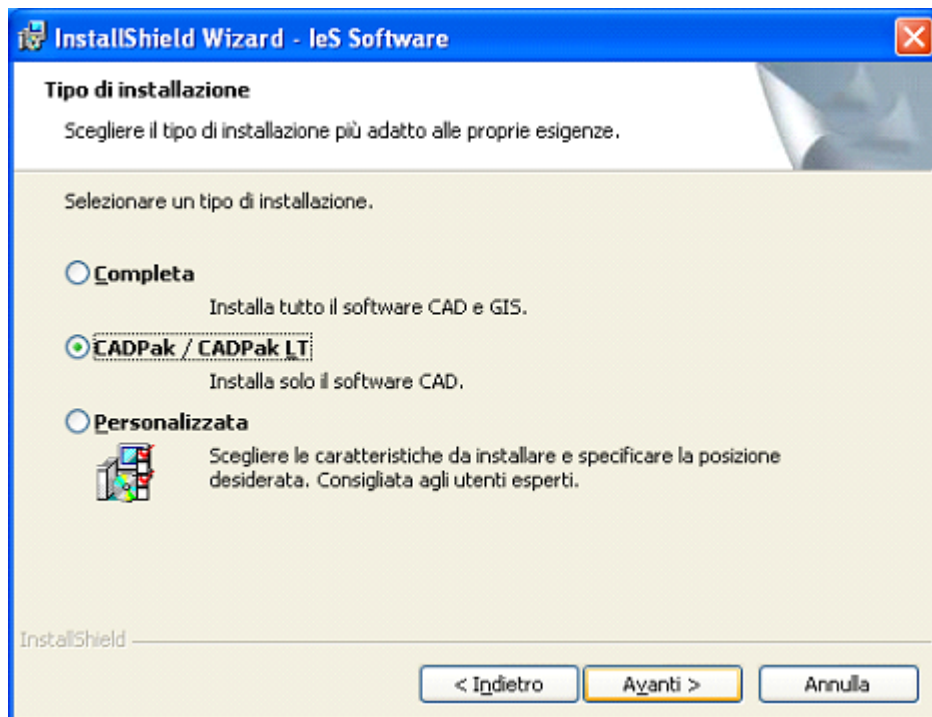 InstallShield Wizard - IeS Software
Tipo di installazione
Scegliere il tipo di installazione più adatto alle proprie esigenze.
Selezionare un tipo di installazione.
Completa
Installa tutto il software CAD e GIS.
CADPak / CADPak LT
Installa solo il software CAD.
Personalizzata
Scegliere le caratteristiche da installare e specificare la posizione
desiderata. Consigliata agli utenti esperti.
InstallShield
< Indietro
Avanti >
Annulla